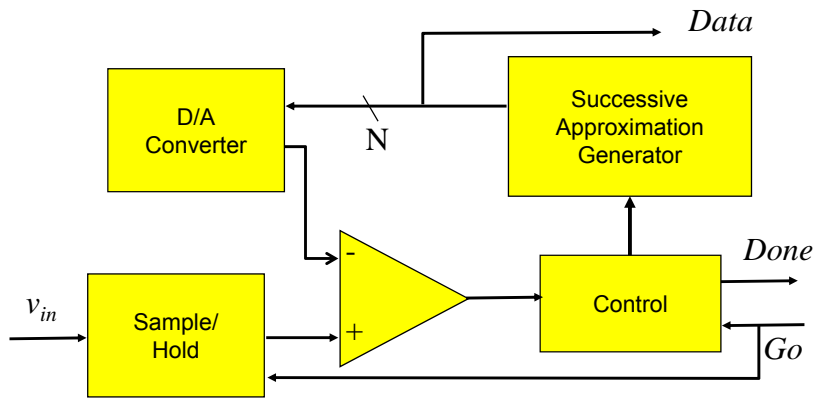 Data
D/A
Converter
N
Successive
Approximation
Generator
-
+
v_in
Sample/
Hold
Control
Done
Go